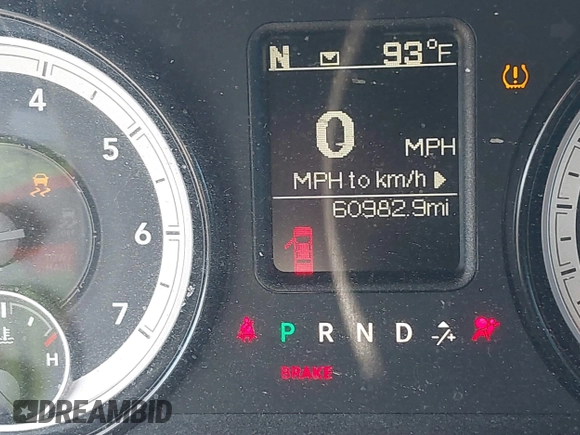 N 93°F
4
0 MPH
5
MPH to km/h
60982.9mi
6
7
P R N D
H
BRAKE
DREAMBID